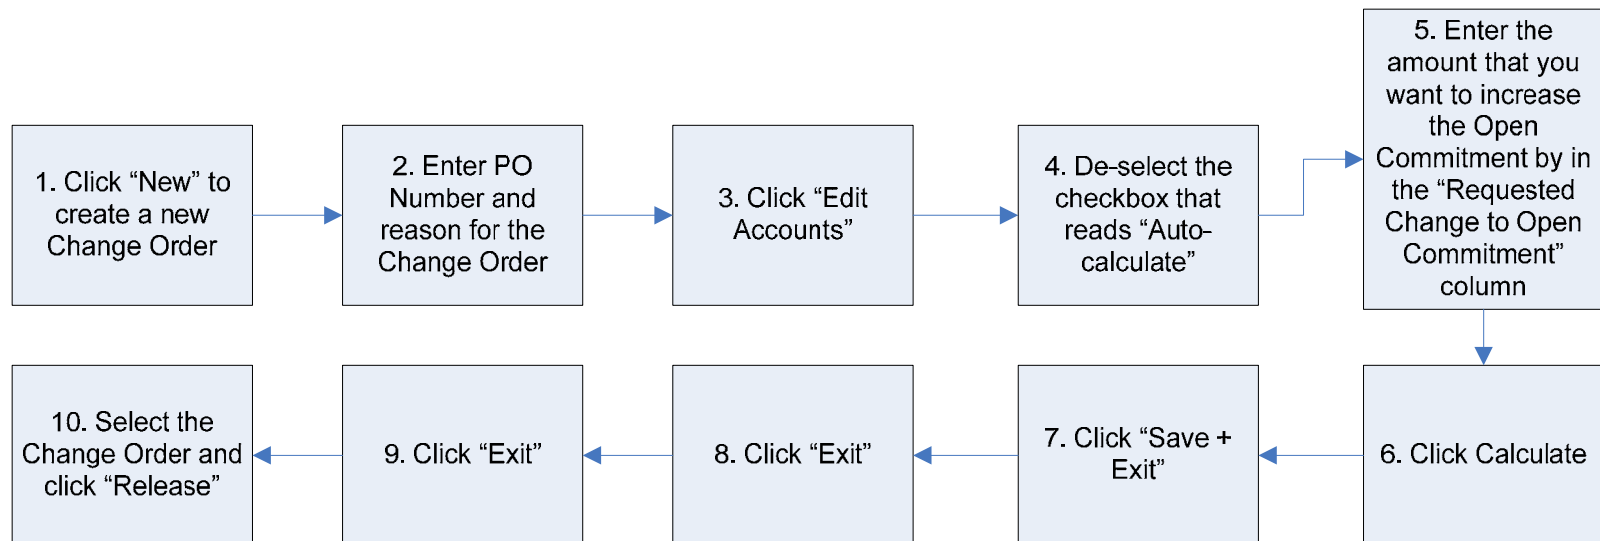 1. Click “New” to
create a new
Change Order
2. Enter PO
Number and
reason for the
Change Order
3. Click “Edit
Accounts”
4. De-select the
checkbox that
reads “Auto-
calculate”
5. Enter the
amount that you
want to increase
the Open
Commitment by in
the “Requested
Change to Open
Commitment”
column
6. Click Calculate
7. Click “Save +
Exit”
8. Click “Exit”
9. Click “Exit”
10. Select the
Change Order and
click “Release”